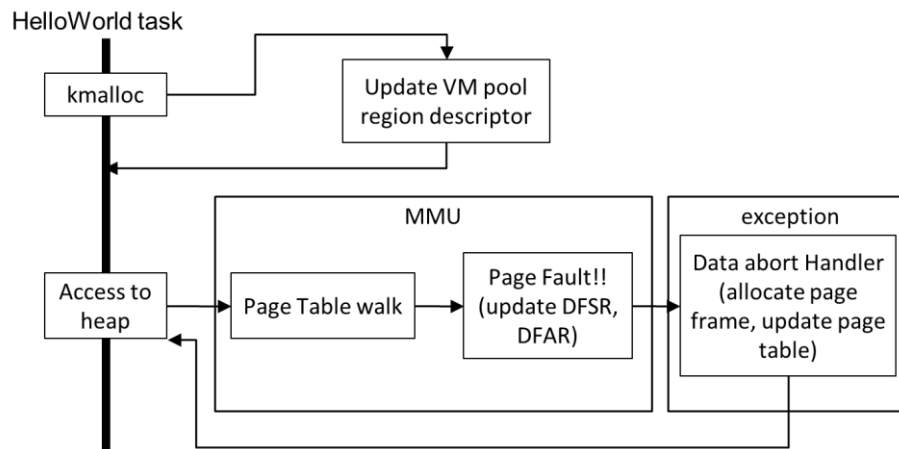 HelloWorld task
kmalloc
Update VM pool
region descriptor
MMU
exception
Access to
heap
Page Table walk
Page Fault!!
(update DFSR,
DFAR)
Data abort Handler
(allocate page
frame, update page
table)